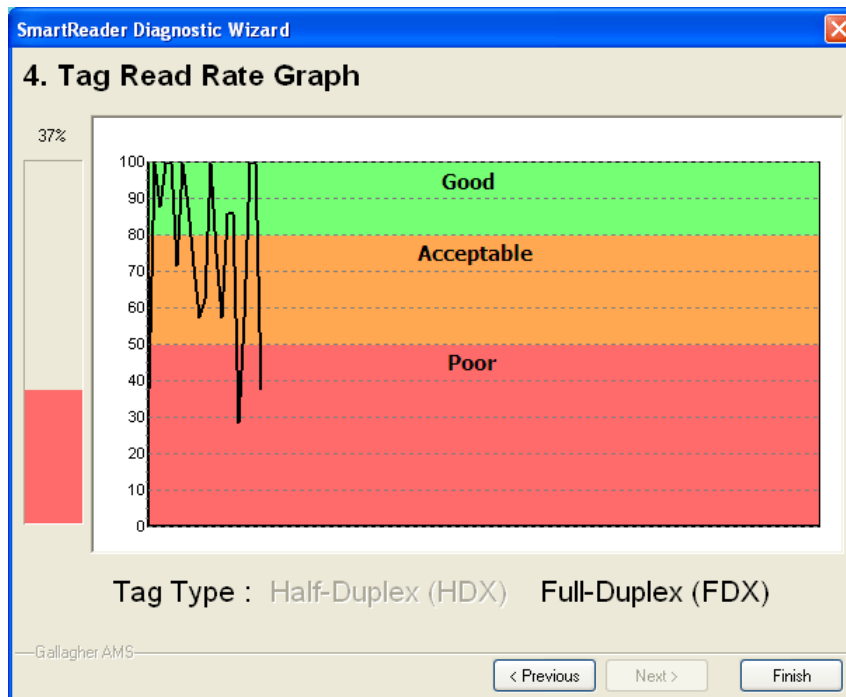 SmartReader Diagnostic Wizard
4. Tag Read Rate Graph
37%
100
90
80
70
60
50
40
30
20
10
0
Good
Acceptable
Poor
Tag Type : Half-Duplex (HDX) Full-Duplex (FDX)
Gallagher AMS
< Previous Next > Finish